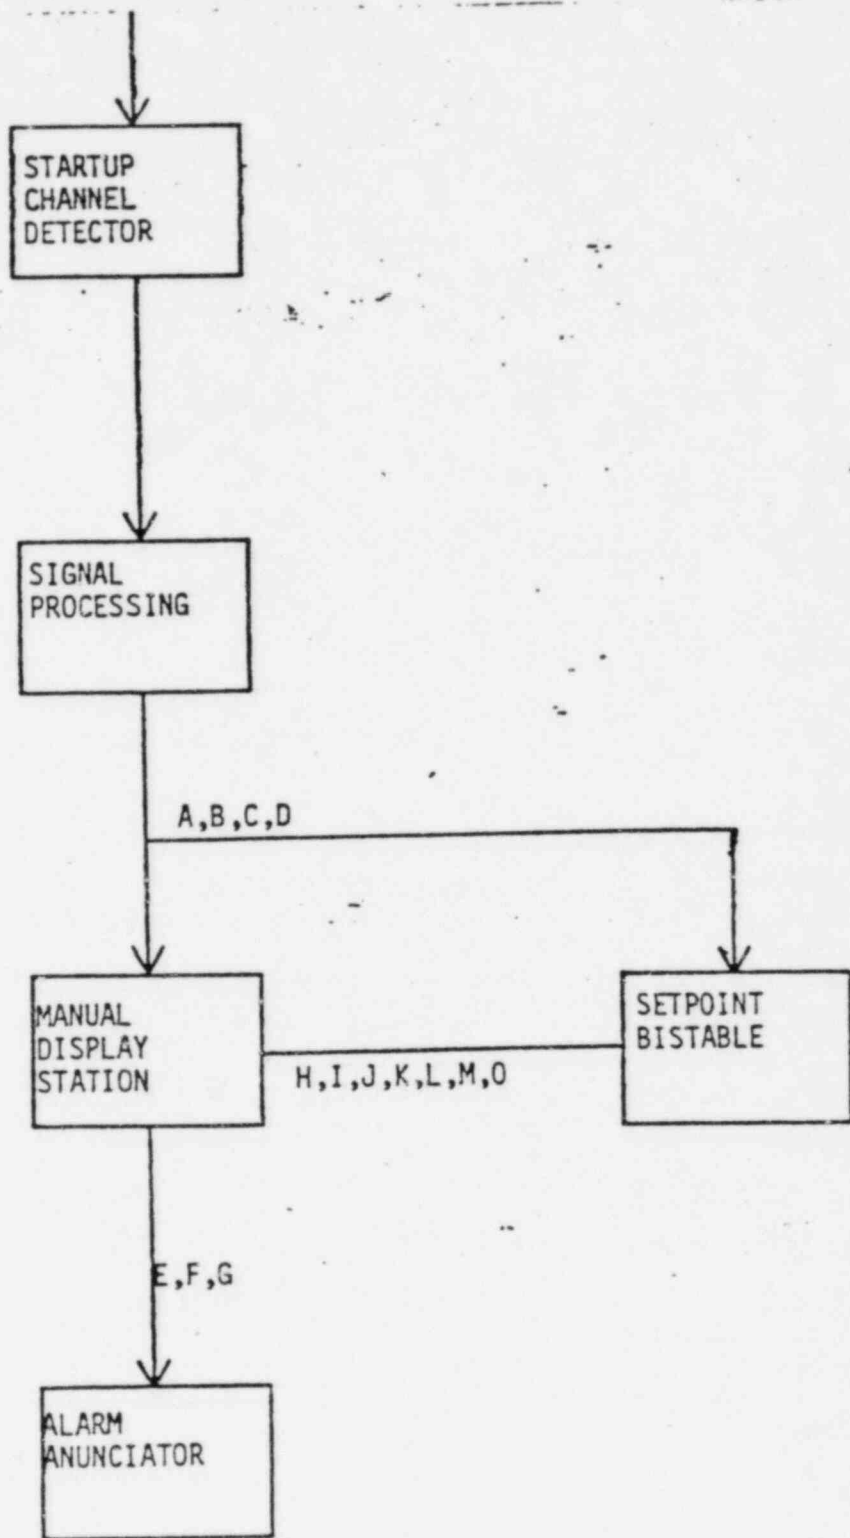 STARTUP
CHANNEL
DETECTOR
SIGNAL
PROCESSING
A,B,C,D
MANUAL
DISPLAY
STATION
SETPOINT
BISTABLE
H,I,J,K,L,M,O
E,F,G
ALARM
ANUNCIATOR